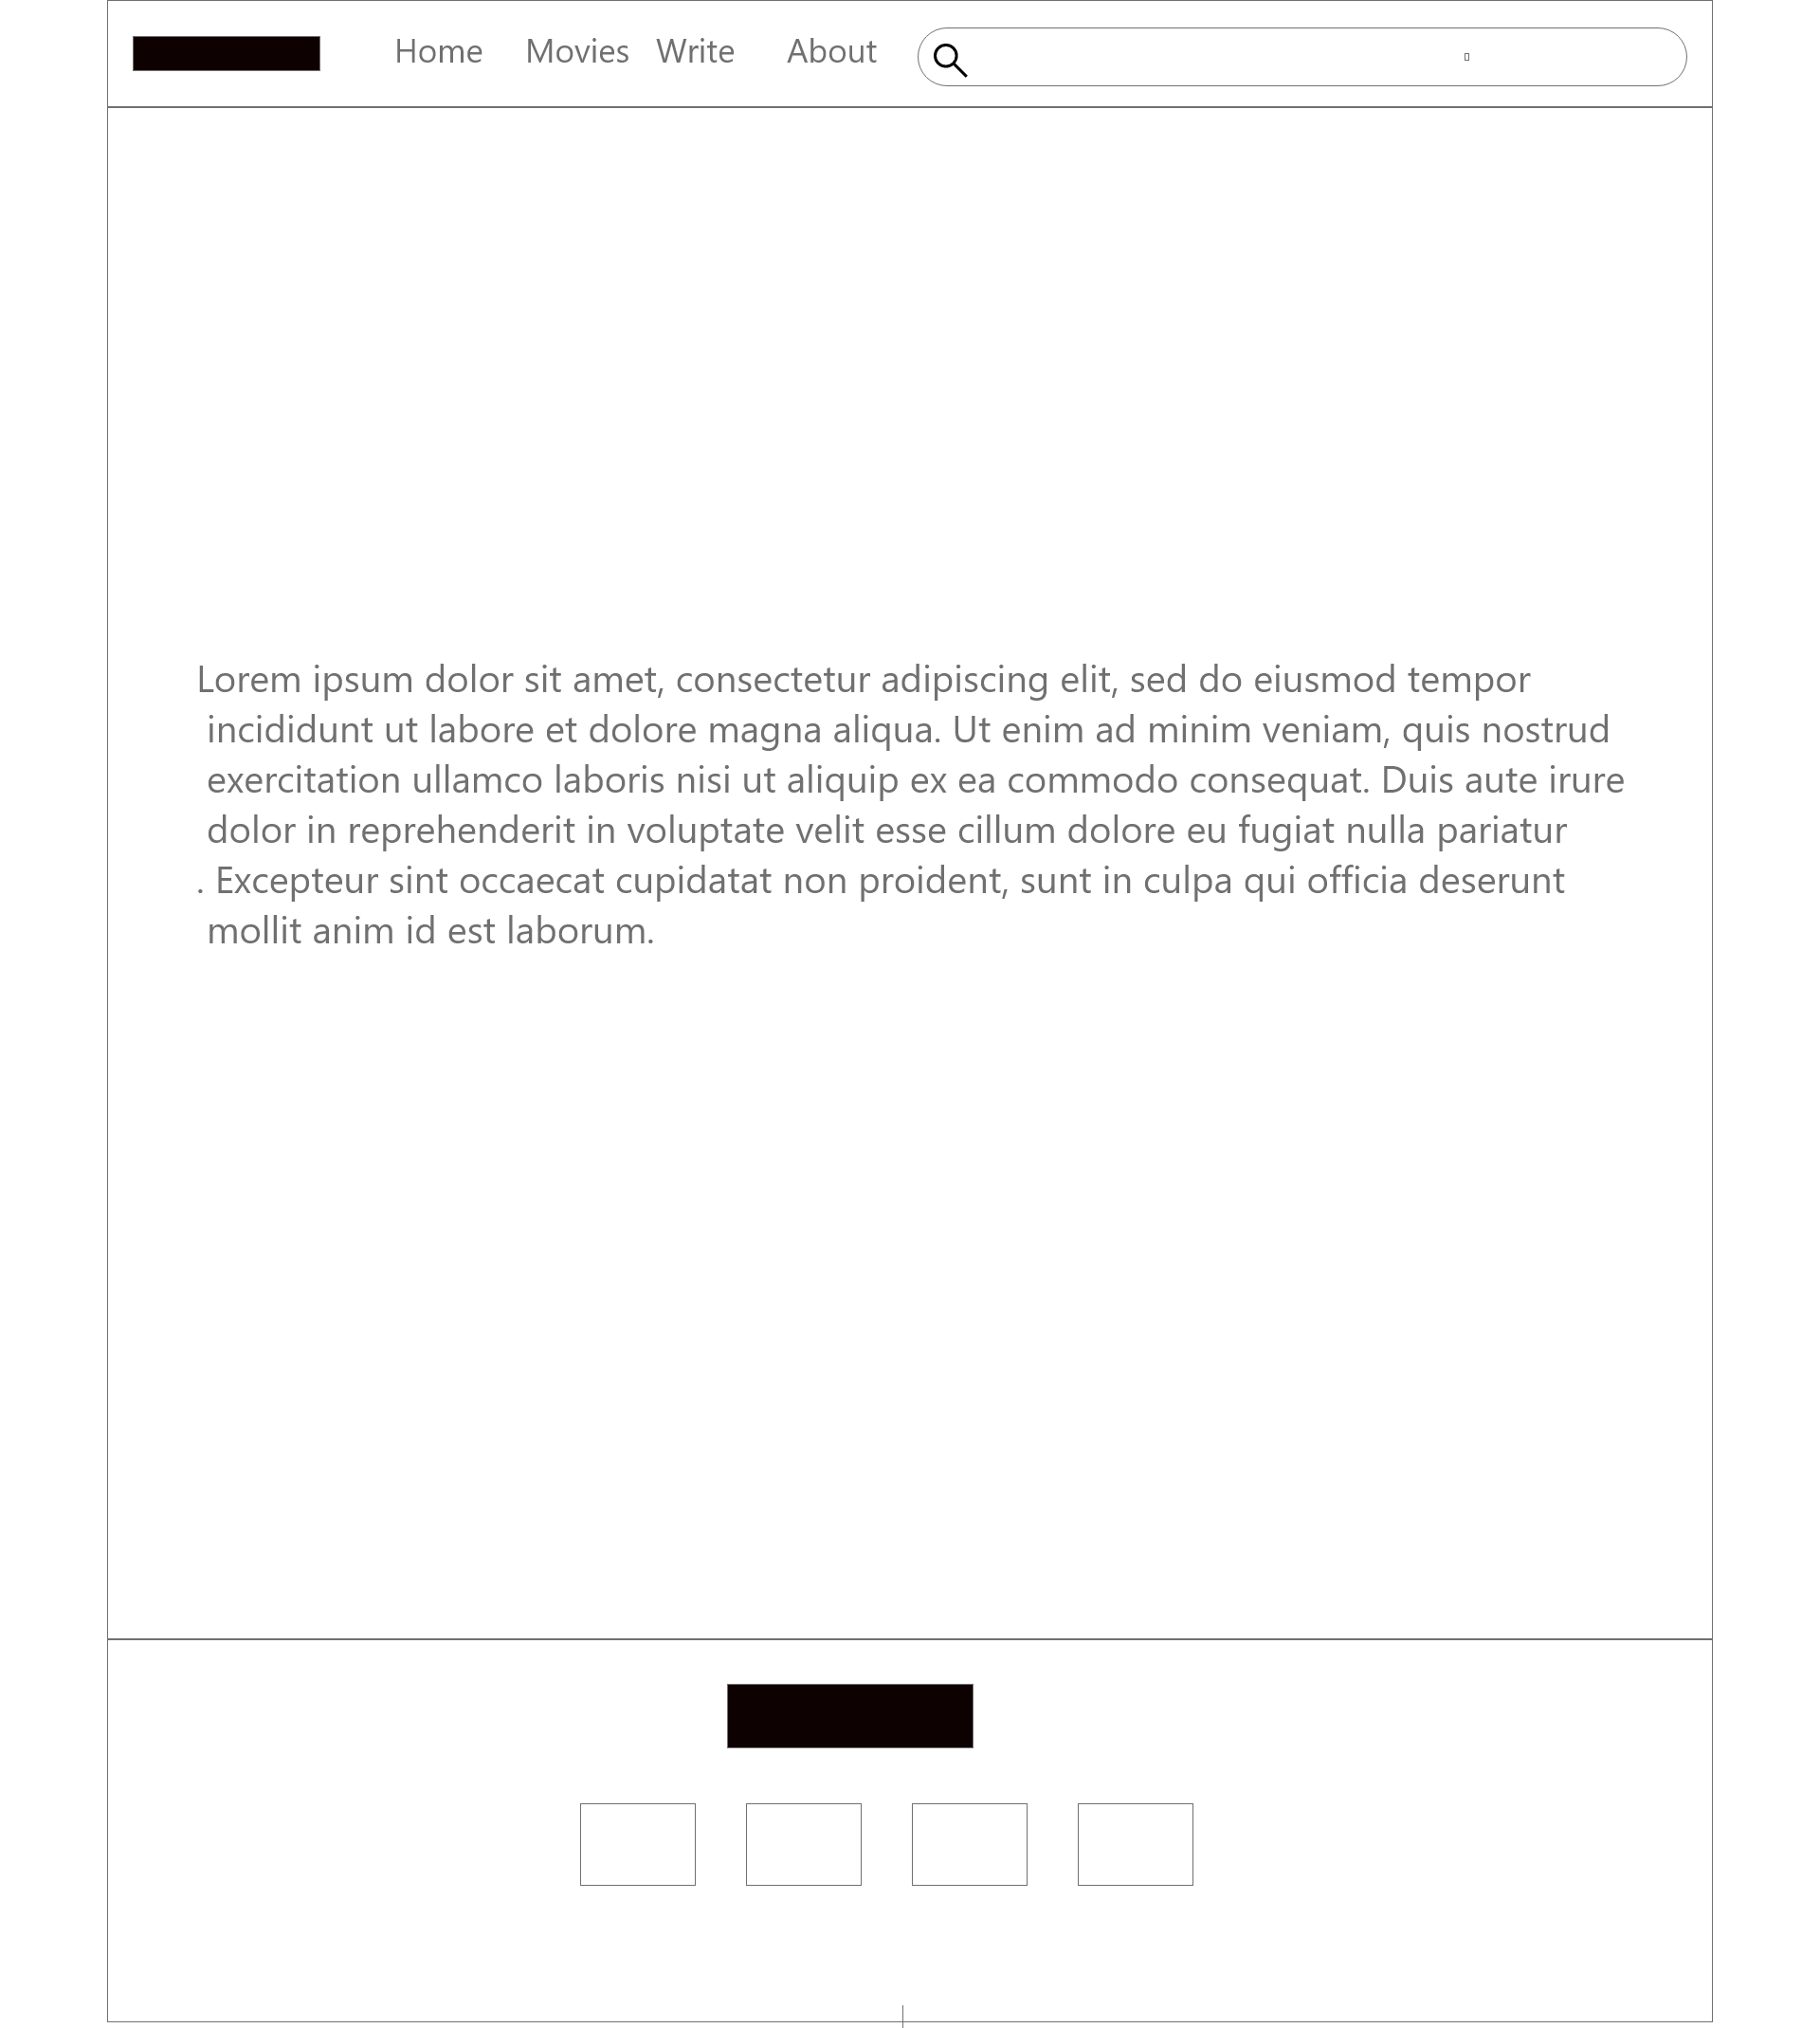 Home Movies Write About
Lorem ipsum dolor sit amet, consectetur adipiscing elit, sed do eiusmod tempor
incididunt ut labore et dolore magna aliqua. Ut enim ad minim veniam, quis nostrud
exercitation ullamco laboris nisi ut aliquip ex ea commodo consequat. Duis aute irure
dolor in reprehenderit in voluptate velit esse cillum dolore eu fugiat nulla pariatur
. Excepteur sint occaecat cupidatat non proident, sunt in culpa qui officia deserunt
mollit anim id est laborum.